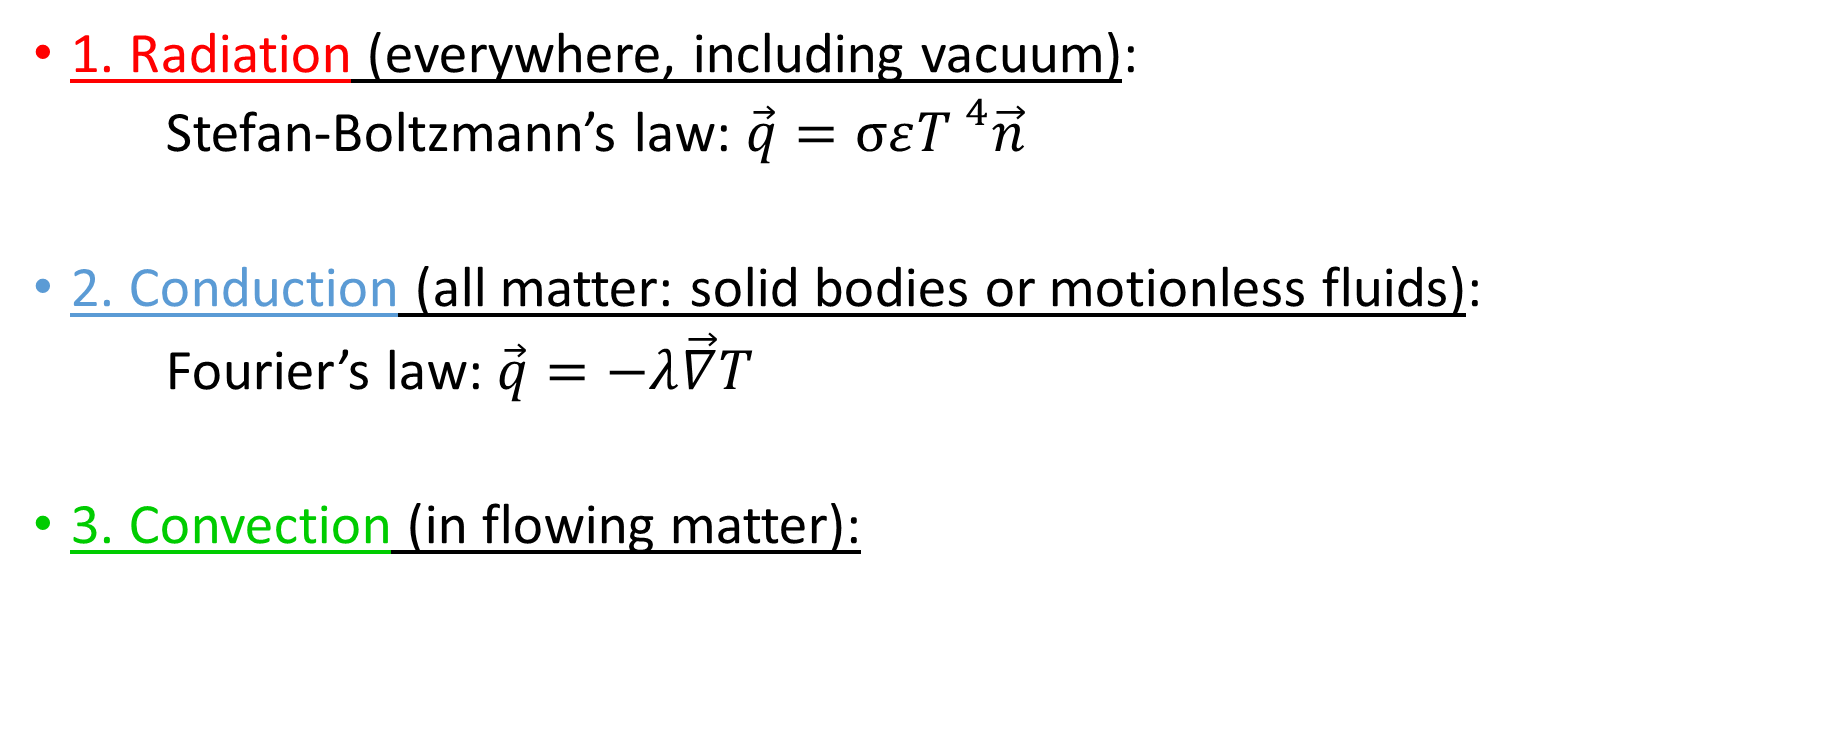 • 1. Radiation (everywhere, including vacuum):
Stefan-Boltzmann’s law: q⃗ = σεT ⁴n⃗
• 2. Conduction (all matter: solid bodies or motionless fluids):
Fourier’s law: q⃗ = −λ∇⃗T
• 3. Convection (in flowing matter):